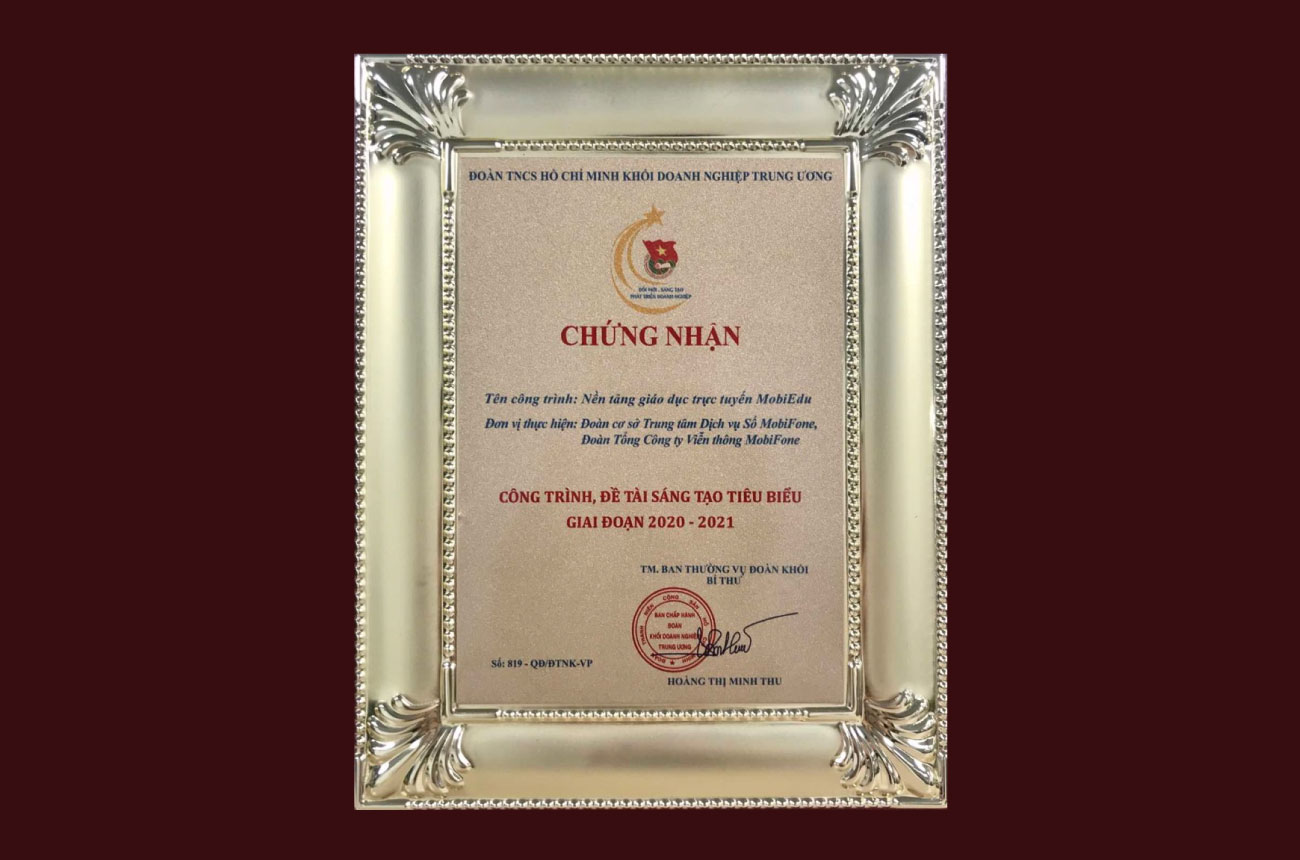 ĐOÀN TNCS HỒ CHÍ MINH KHỐI DOANH NGHIỆP TRUNG ƯƠNG
ĐỔI MỚI - SÁNG TẠO
PHÁT TRIỂN DOANH NGHIỆP
CHỨNG NHẬN
Tên công trình: Nền tảng giáo dục trực tuyến MobiEdu
Đơn vị thực hiện: Đoàn cơ sở Trung tâm Dịch vụ Số MobiFone,
Đoàn Tổng Công ty Viễn thông MobiFone
CÔNG TRÌNH, ĐỀ TÀI SÁNG TẠO TIÊU BIỂU
GIAI ĐOẠN 2020 - 2021
TM. BAN THƯỜNG VỤ ĐOÀN KHỐI
BÍ THƯ
BAN CHẤP HÀNH
ĐOÀN
KHỐI DOANH NGHIỆP
TRUNG ƯƠNG
Số: 819 - QĐ/ĐTNK-VP
HOÀNG THỊ MINH THU